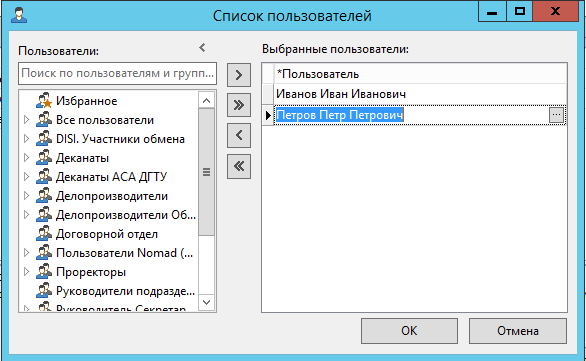 Список пользователей
Пользователи:
Поиск по пользователям и групп...
Избранное
Все пользователи
DISI. Участники обмена
Деканаты
Деканаты АСА ДГТУ
Делопроизводители
Делопроизводители Об...
Договорной отдел
Пользователи Nomad (...
Проректоры
Руководители подразде...
Руководитель Секретар
Выбранные пользователи:
*Пользователь
Иванов Иван Иванович
Петров Петр Петрович
...
ОК
Отмена